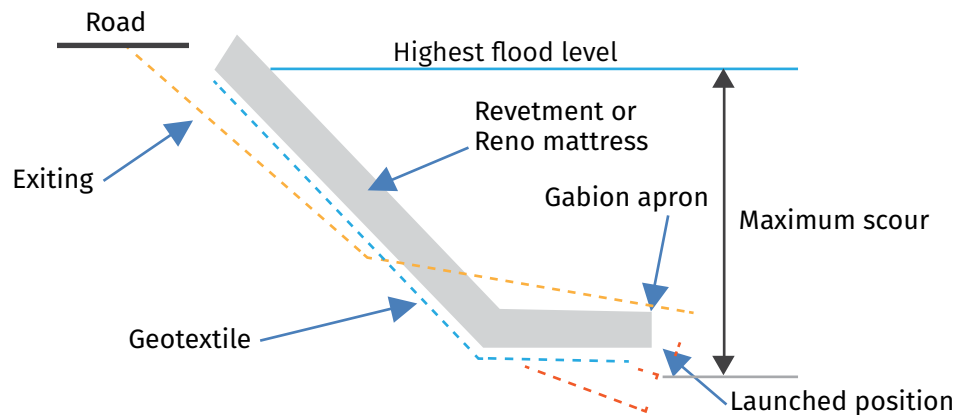 Road
Highest flood level
Revetment or
Reno mattress
Exiting
Gabion apron
Maximum scour
Geotextile
Launched position